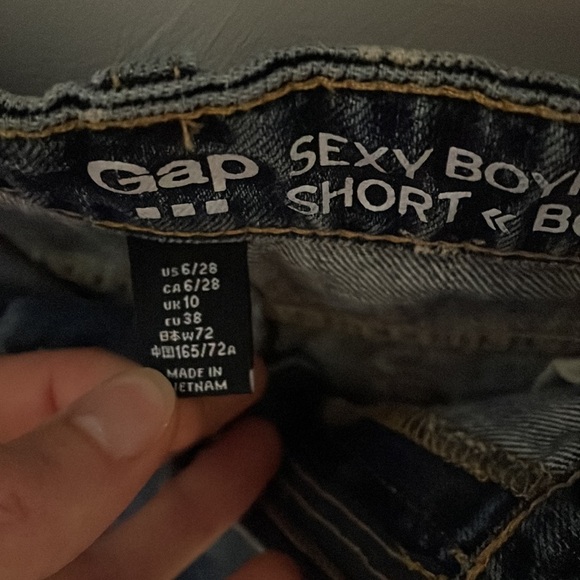 Gap
SEXY BOY
SHORT « B
US 6/28
CA 6/28
UK 10
EU 38
日本 W72
中国 165/72A
MADE IN
VIETNAM